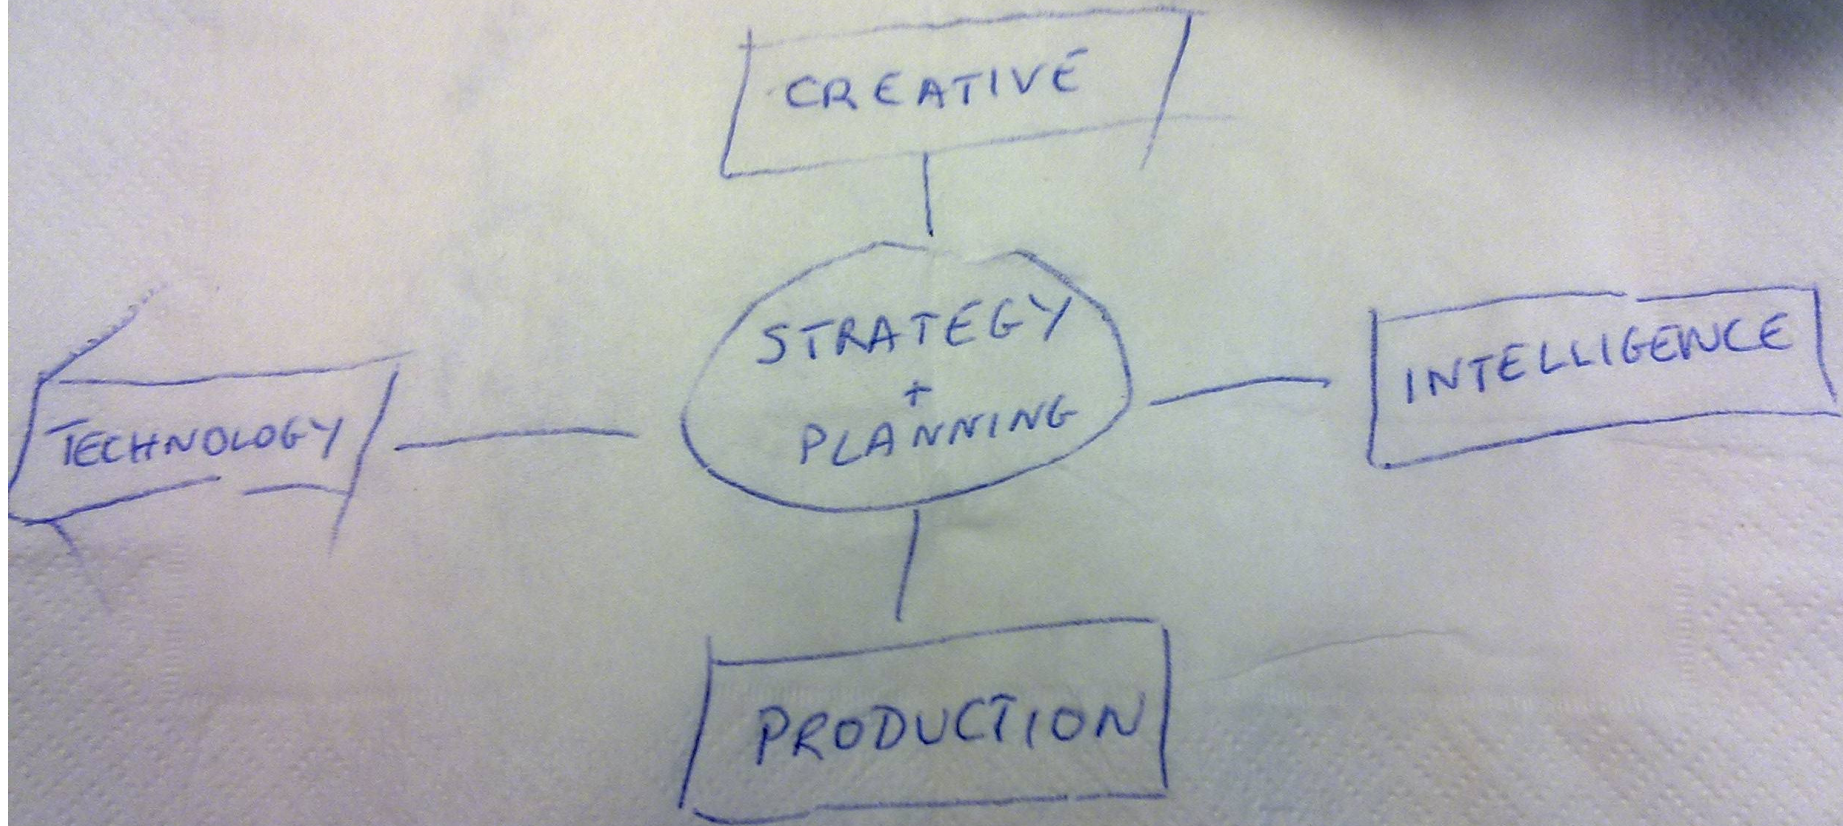 CREATIVE
STRATEGY
+
PLANNING
TECHNOLOGY
INTELLIGENCE
PRODUCTION